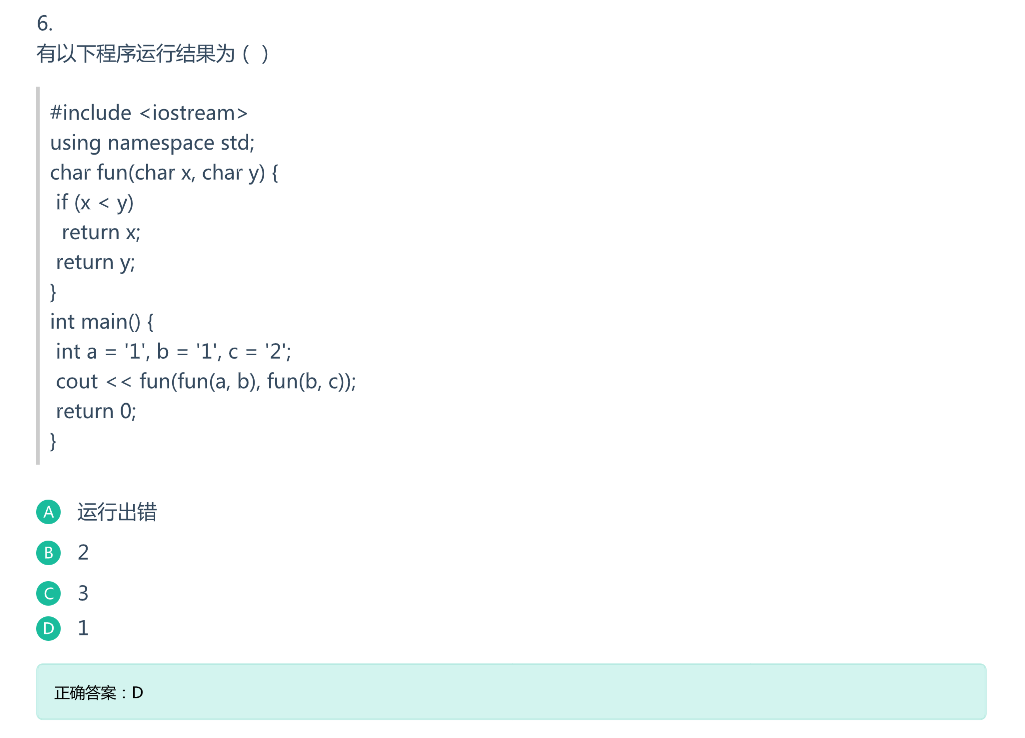 6.
有以下程序运行结果为 (  )
#include <iostream>
using namespace std;
char fun(char x, char y) {
 if (x < y)
  return x;
 return y;
}
int main() {
 int a = '1', b = '1', c = '2';
 cout << fun(fun(a, b), fun(b, c));
 return 0;
}
A 运行出错
B 2
C 3
D 1
正确答案：D